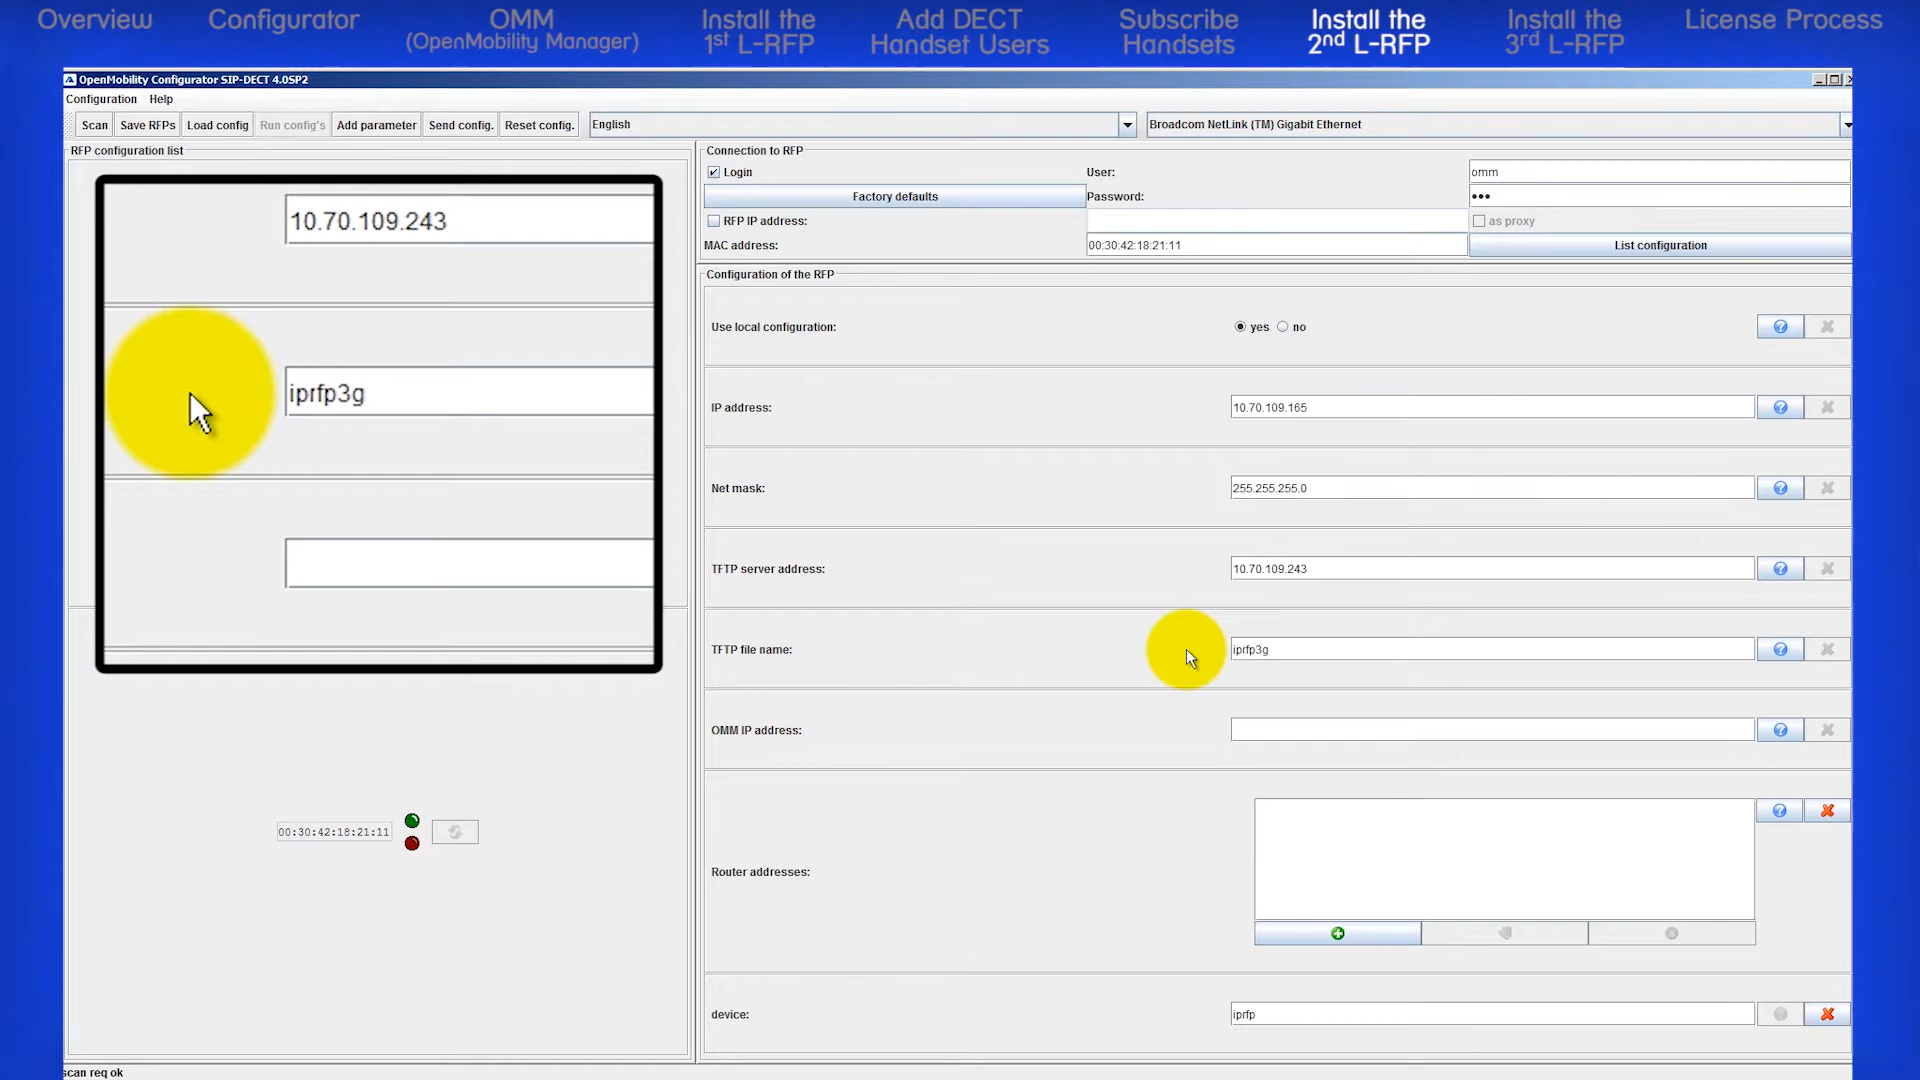 Overview
Configurator
OMM
(OpenMobility Manager)
Install the
1st L-RFP
Add DECT
Handset Users
Subscribe
Handsets
Install the
2nd L-RFP
Install the
3rd L-RFP
License Process
OpenMobility Configurator SIP-DECT 4.0SP2
Configuration Help
Scan Save RFPs Load config Run config's Add parameter Send config. Reset config. English Broadcom NetLink (TM) Gigabit Ethernet
RFP configuration list
10.70.109.243
iprfp3g
00:30:42:18:21:11
Connection to RFP
Login User: omm
Factory defaults Password: •••
RFP IP address: as proxy
MAC address: 00:30:42:18:21:11 List configuration
Configuration of the RFP
Use local configuration: yes no
IP address: 10.70.109.165
Net mask: 255.255.255.0
TFTP server address: 10.70.109.243
TFTP file name: iprfp3g
OMM IP address:
Router addresses:
device: iprfp
scan req ok